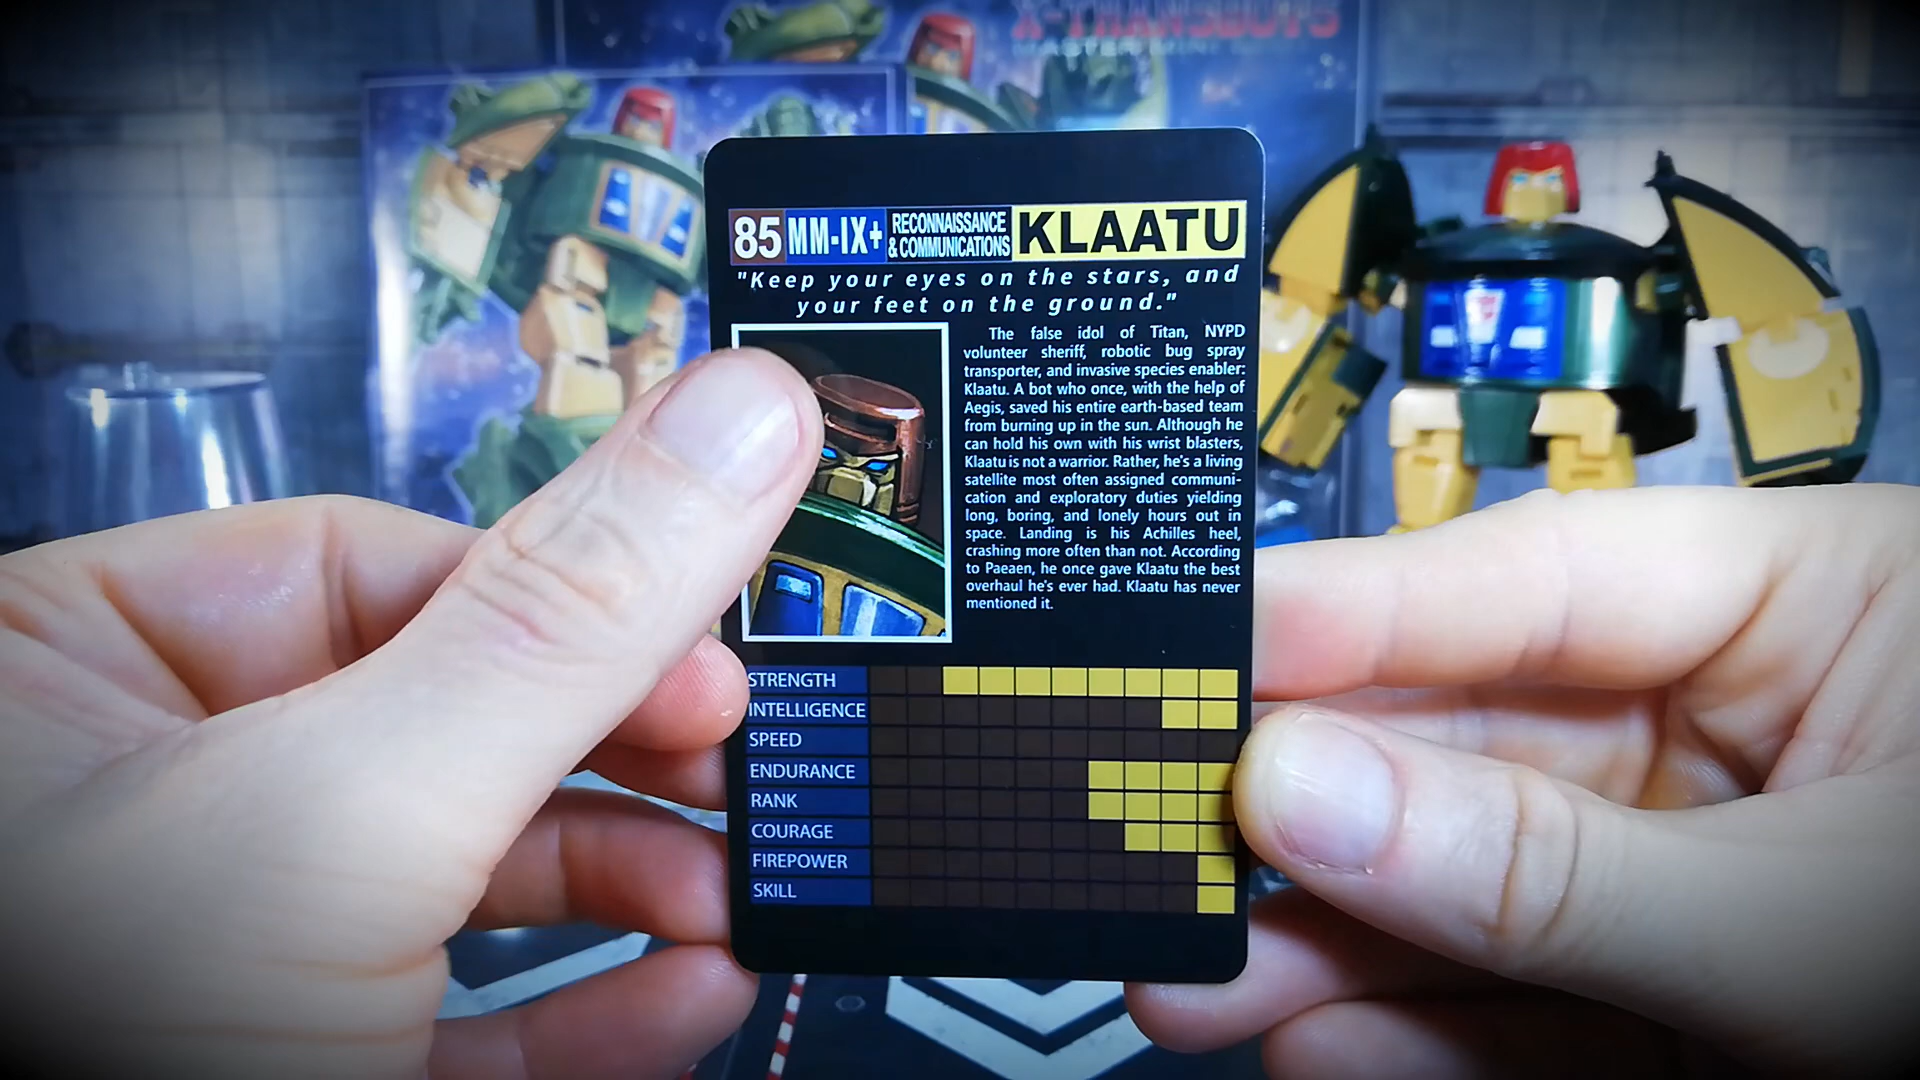 X-TRANSBOTS
85 MM-IX+ RECONNAISSANCE & COMMUNICATIONS KLAATU
"Keep your eyes on the stars, and
your feet on the ground."
The false idol of Titan, NYPD
volunteer sheriff, robotic bug spray
transporter, and invasive species enabler:
Klaatu. A bot who once, with the help of
Aegis, saved his entire earth-based team
from burning up in the sun. Although he
can hold his own with his wrist blasters,
Klaatu is not a warrior. Rather, he's a living
satellite most often assigned communi-
cation and exploratory duties yielding
long, boring, and lonely hours out in
space. Landing is his Achilles heel,
crashing more often than not. According
to Paeaen, he once gave Klaatu the best
overhaul he's ever had. Klaatu has never
mentioned it.
STRENGTH
INTELLIGENCE
SPEED
ENDURANCE
RANK
COURAGE
FIREPOWER
SKILL